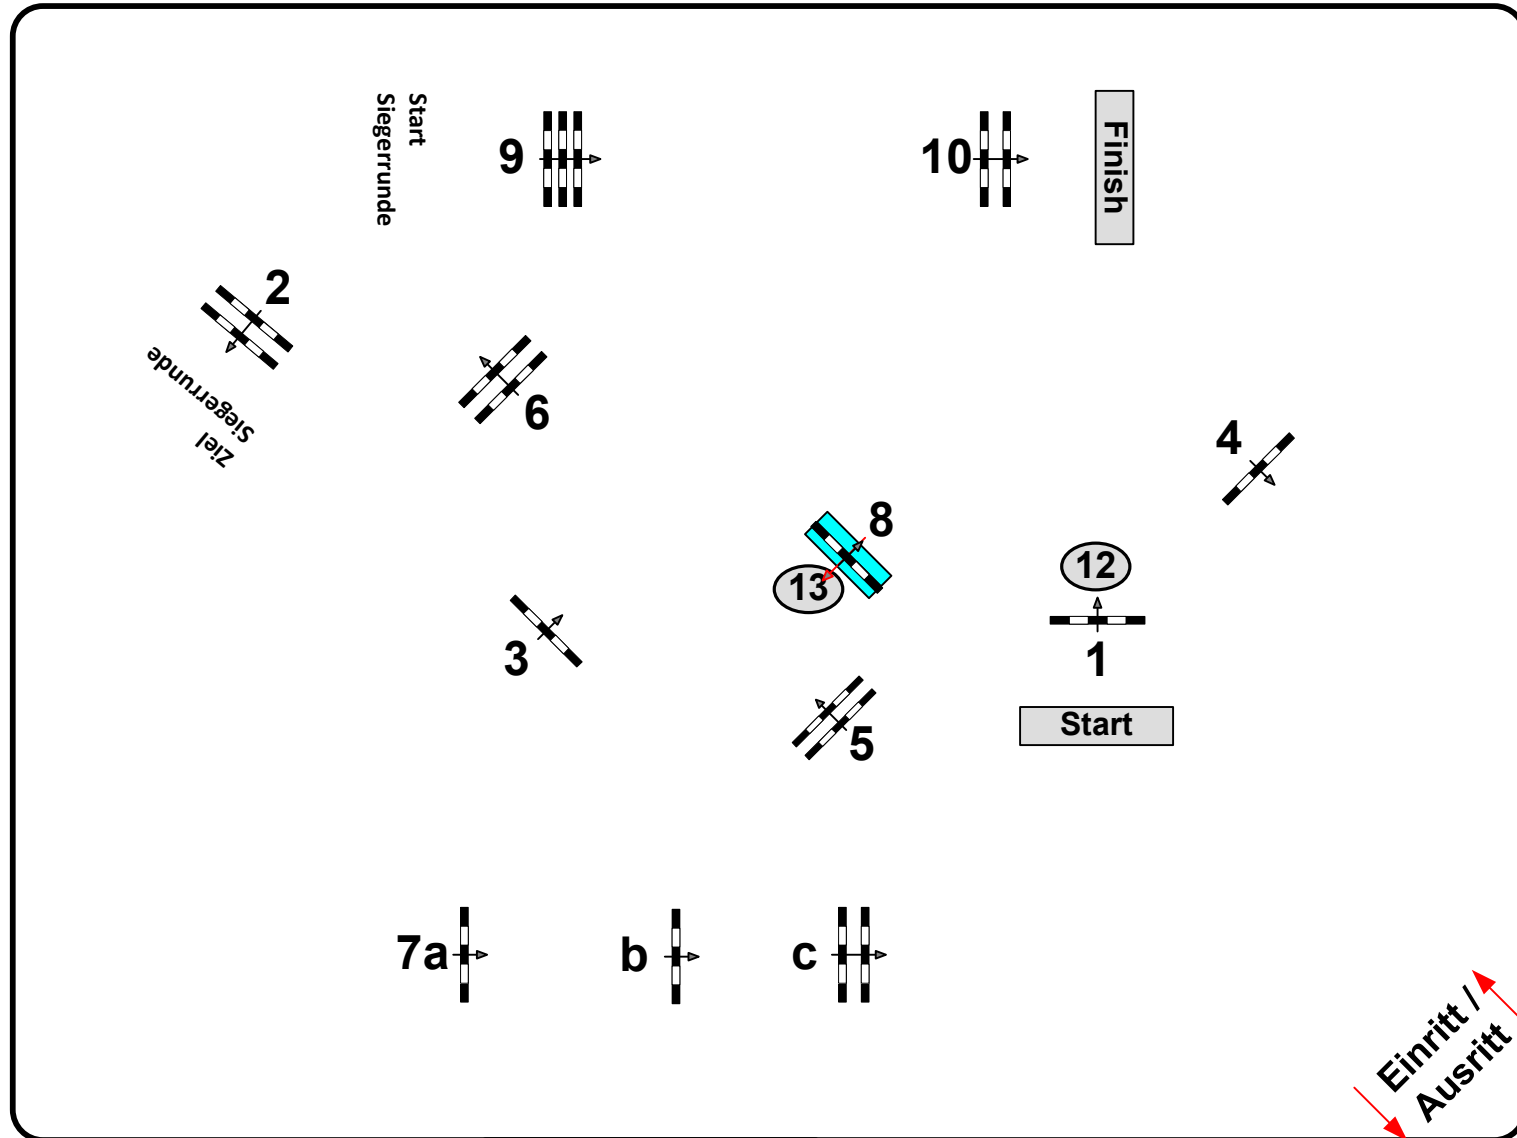 Start
Siegerrunde
9
10
Finish
2
Ziel
Siegerrunde
6
4
8
13
12
3
1
5
Start
7a
b
c
Einritt /
Ausritt